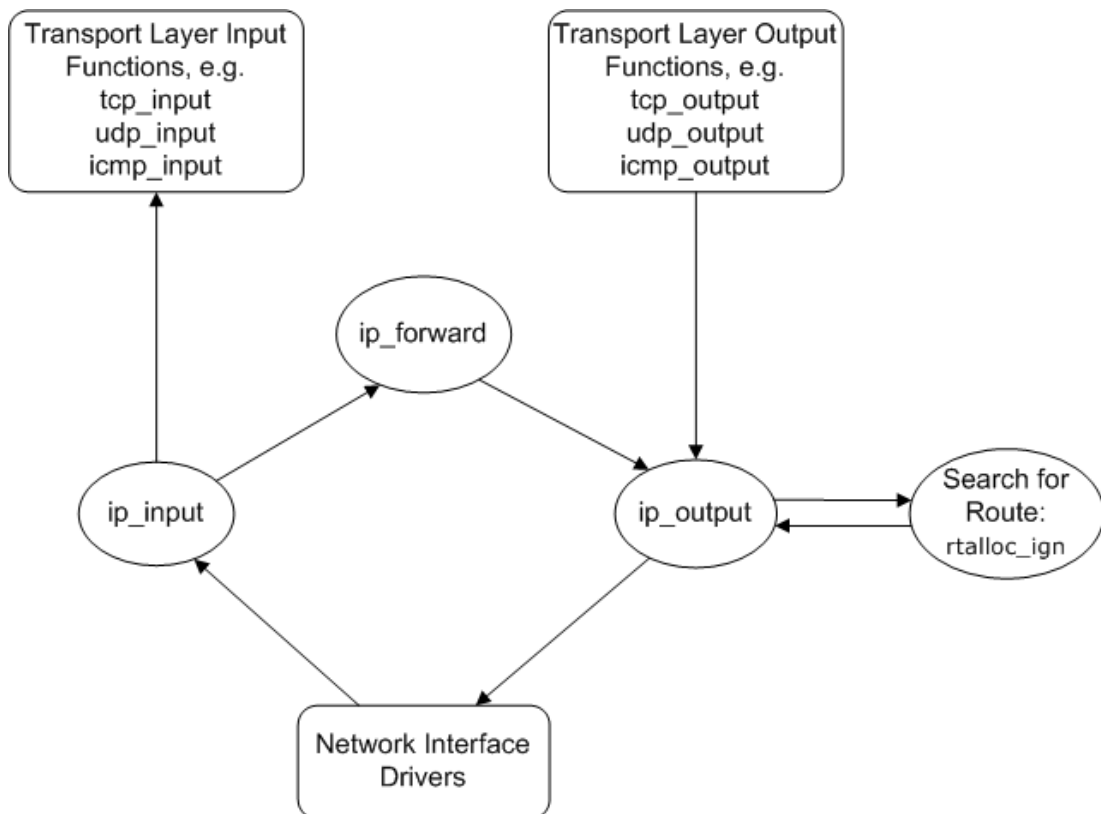 Transport Layer Input
Functions, e.g.
tcp_input
udp_input
icmp_input
Transport Layer Output
Functions, e.g.
tcp_output
udp_output
icmp_output
ip_forward
ip_input
ip_output
Search for
Route:
rtalloc_ign
Network Interface
Drivers